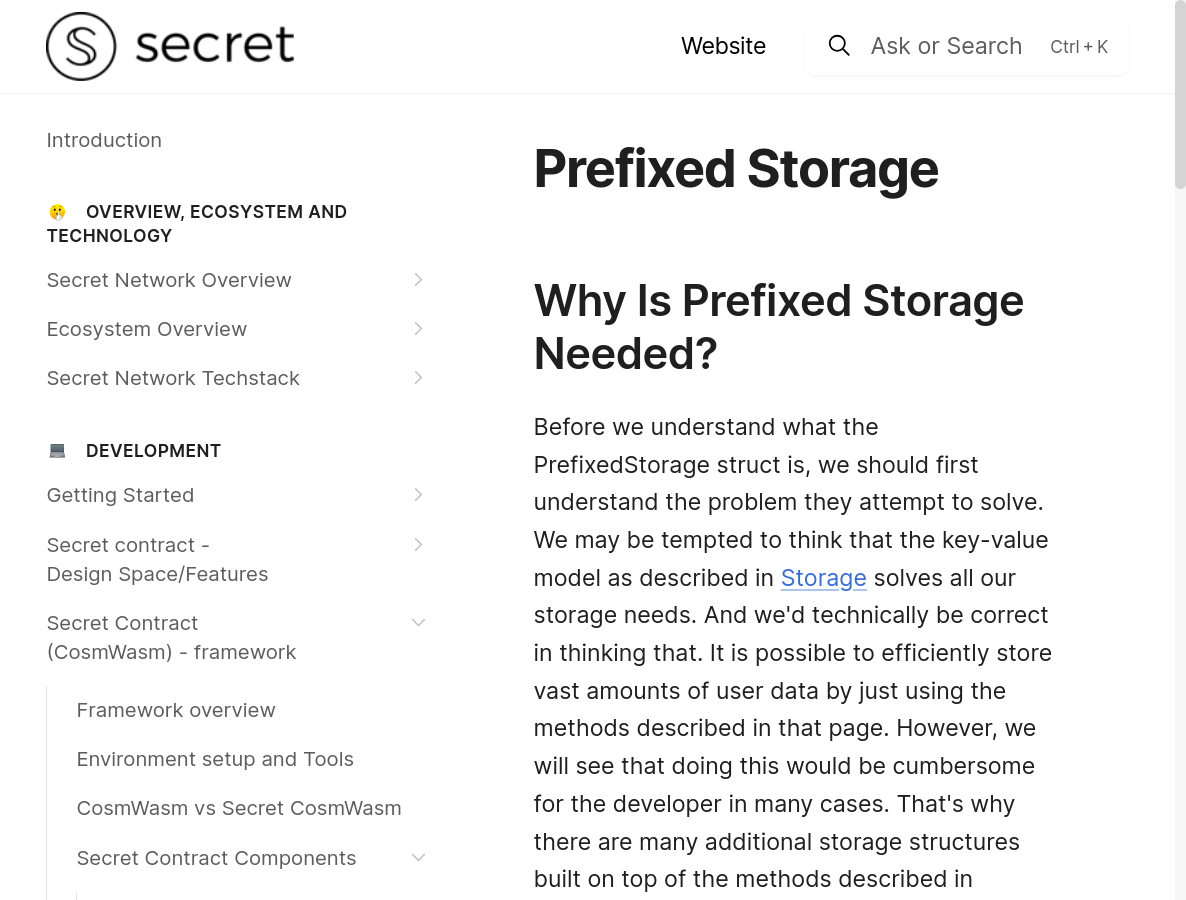 secret
Website
Ask or Search
Ctrl + K
Introduction
OVERVIEW, ECOSYSTEM AND
TECHNOLOGY
Secret Network Overview
Ecosystem Overview
Secret Network Techstack
DEVELOPMENT
Getting Started
Secret contract -
Design Space/Features
Secret Contract
(CosmWasm) - framework
Framework overview
Environment setup and Tools
CosmWasm vs Secret CosmWasm
Secret Contract Components
Prefixed Storage
Why Is Prefixed Storage
Needed?
Before we understand what the
PrefixedStorage struct is, we should first
understand the problem they attempt to solve.
We may be tempted to think that the key-value
model as described in Storage solves all our
storage needs. And we'd technically be correct
in thinking that. It is possible to efficiently store
vast amounts of user data by just using the
methods described in that page. However, we
will see that doing this would be cumbersome
for the developer in many cases. That's why
there are many additional storage structures
built on top of the methods described in